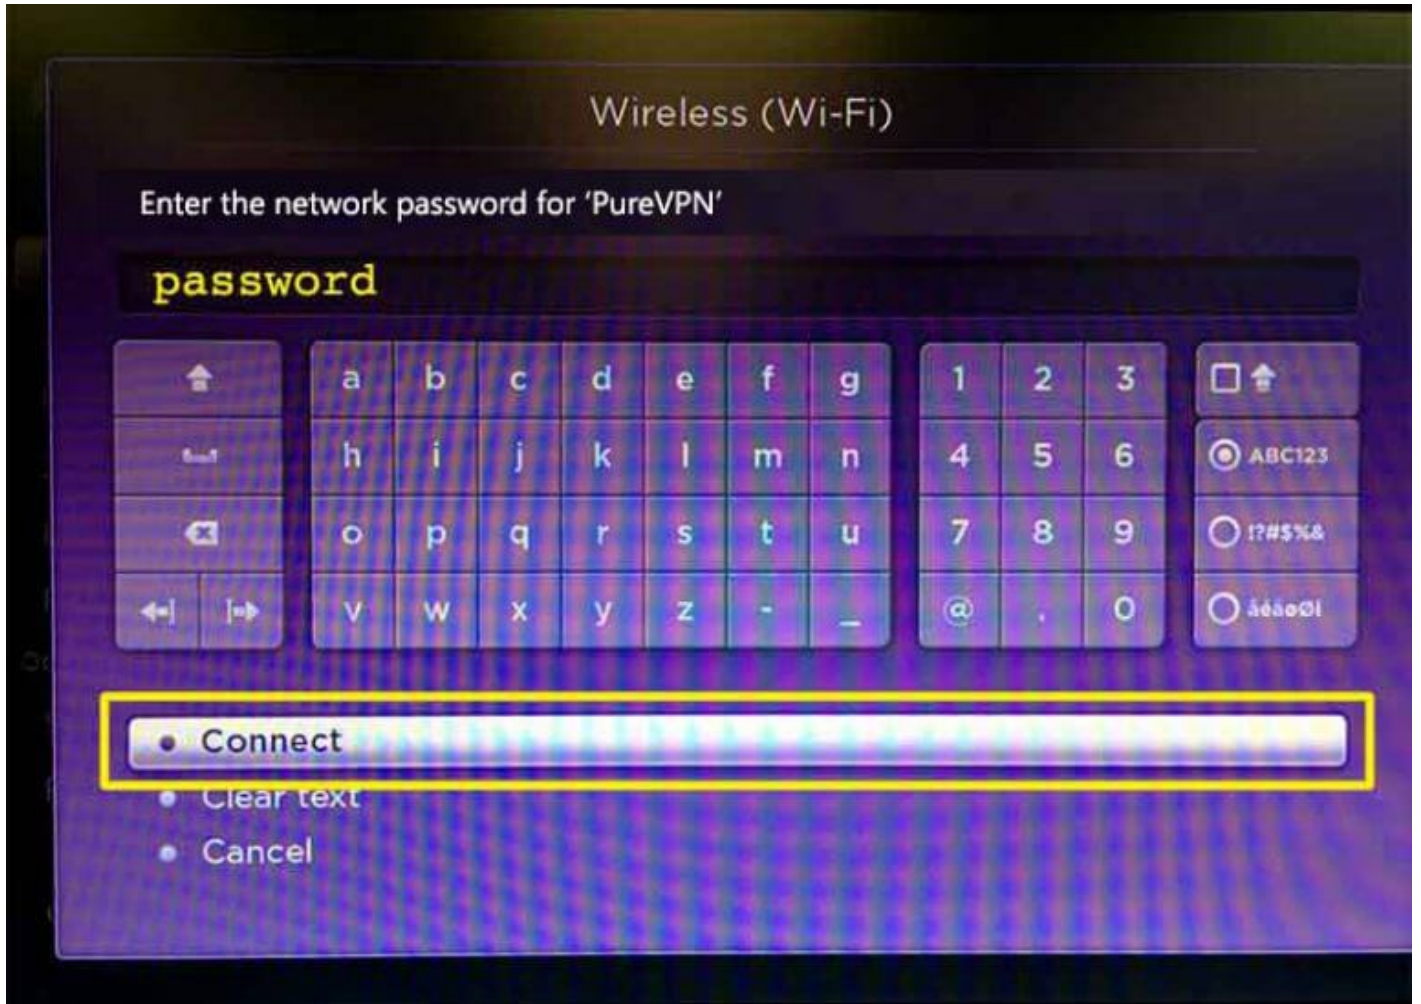 Wireless (Wi-Fi)
Enter the network password for 'PureVPN'
password
a b c d e f g 1 2 3
h i j k l m n 4 5 6 ABC123
o p q r s t u 7 8 9 !?#$%&
v w x y z - _ @ . 0
Connect
Clear text
Cancel